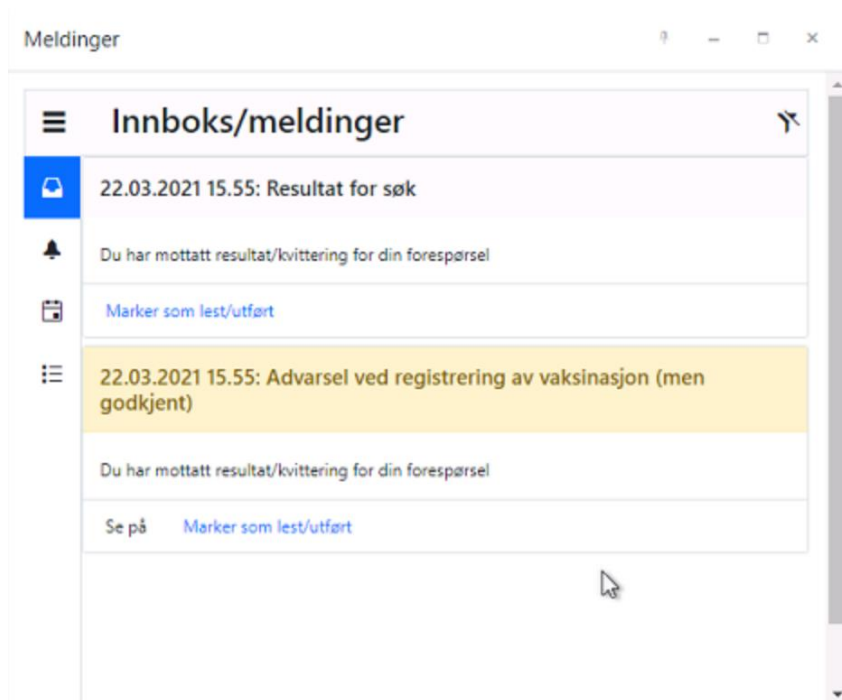 Meldinger
Innboks/meldinger
22.03.2021 15.55: Resultat for søk
Du har mottatt resultat/kvittering for din forespørsel
Marker som lest/utført
22.03.2021 15.55: Advarsel ved registrering av vaksinasjon (men
godkjent)
Du har mottatt resultat/kvittering for din forespørsel
Se på Marker som lest/utført